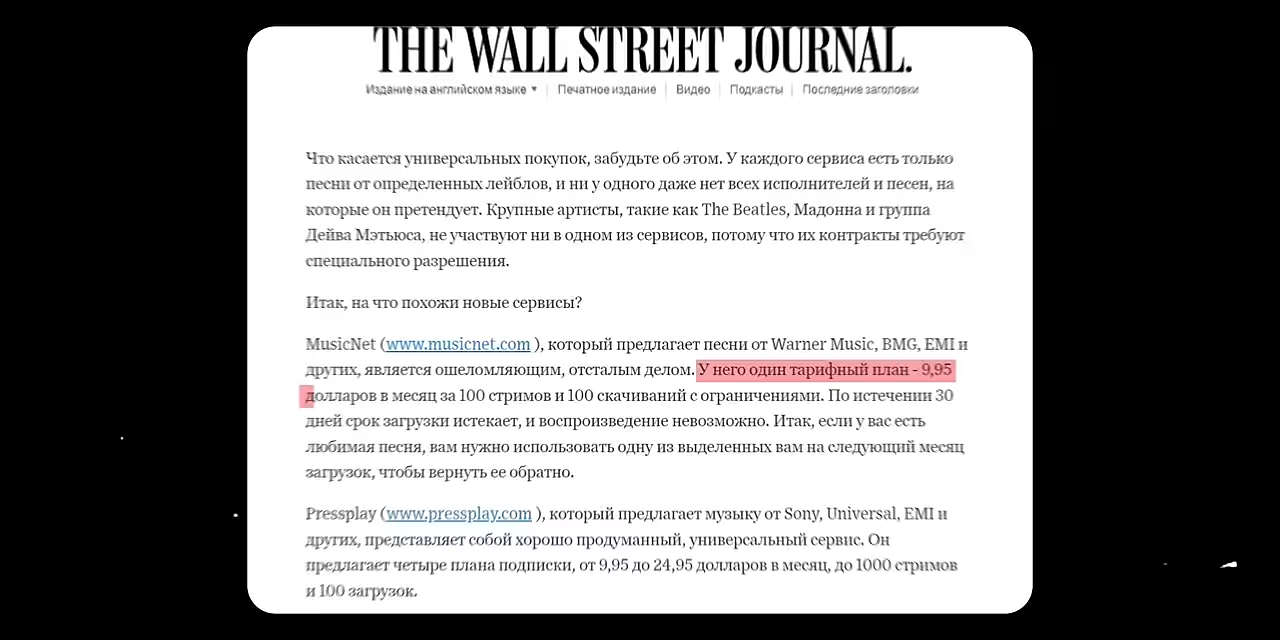 THE WALL STREET JOURNAL.
Издание на английском языке ▼ | Печатное издание | Видео | Подкасты | Последние заголовки
Что касается универсальных покупок, забудьте об этом. У каждого сервиса есть только
песни от определенных лейблов, и ни у одного даже нет всех исполнителей и песен, на
которые он претендует. Крупные артисты, такие как The Beatles, Мадонна и группа
Дейва Мэтьюса, не участвуют ни в одном из сервисов, потому что их контракты требуют
специального разрешения.
Итак, на что похожи новые сервисы?
MusicNet (www.musicnet.com ), который предлагает песни от Warner Music, BMG, EMI и
других, является ошеломляющим, отсталым делом. У него один тарифный план - 9,95
долларов в месяц за 100 стримов и 100 скачиваний с ограничениями. По истечении 30
дней срок загрузки истекает, и воспроизведение невозможно. Итак, если у вас есть
любимая песня, вам нужно использовать одну из выделенных вам на следующий месяц
загрузок, чтобы вернуть ее обратно.
Pressplay (www.pressplay.com ), который предлагает музыку от Sony, Universal, EMI и
других, представляет собой хорошо продуманный, универсальный сервис. Он
предлагает четыре плана подписки, от 9,95 до 24,95 долларов в месяц, до 1000 стримов
и 100 загрузок.